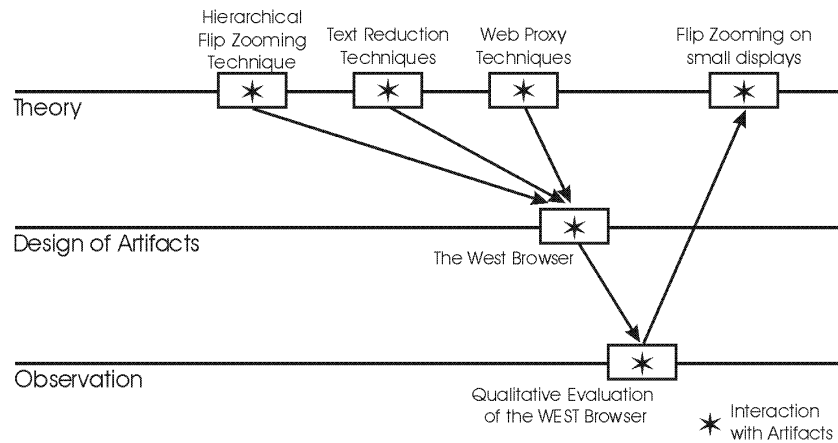 Hierarchical
Flip Zooming
Technique
Text Reduction
Techniques
Web Proxy
Techniques
Flip Zooming on
small displays
Theory
Design of Artifacts
The West Browser
Observation
Qualitative Evaluation
of the WEST Browser
Interaction
with Artifacts